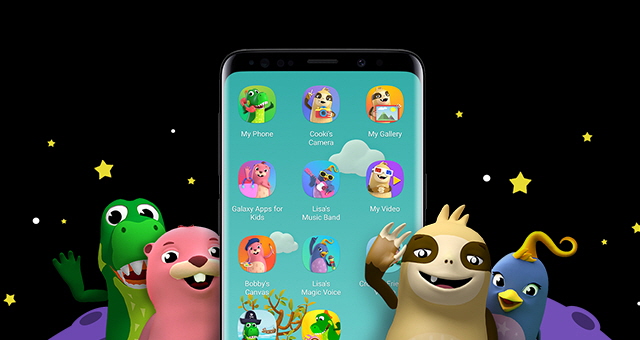 My Phone
Cooki's
Camera
My Gallery
Galaxy Apps for
Kids
Lisa's
Music Band
My Video
Bobby's
Canvas
Lisa's
Magic Voice